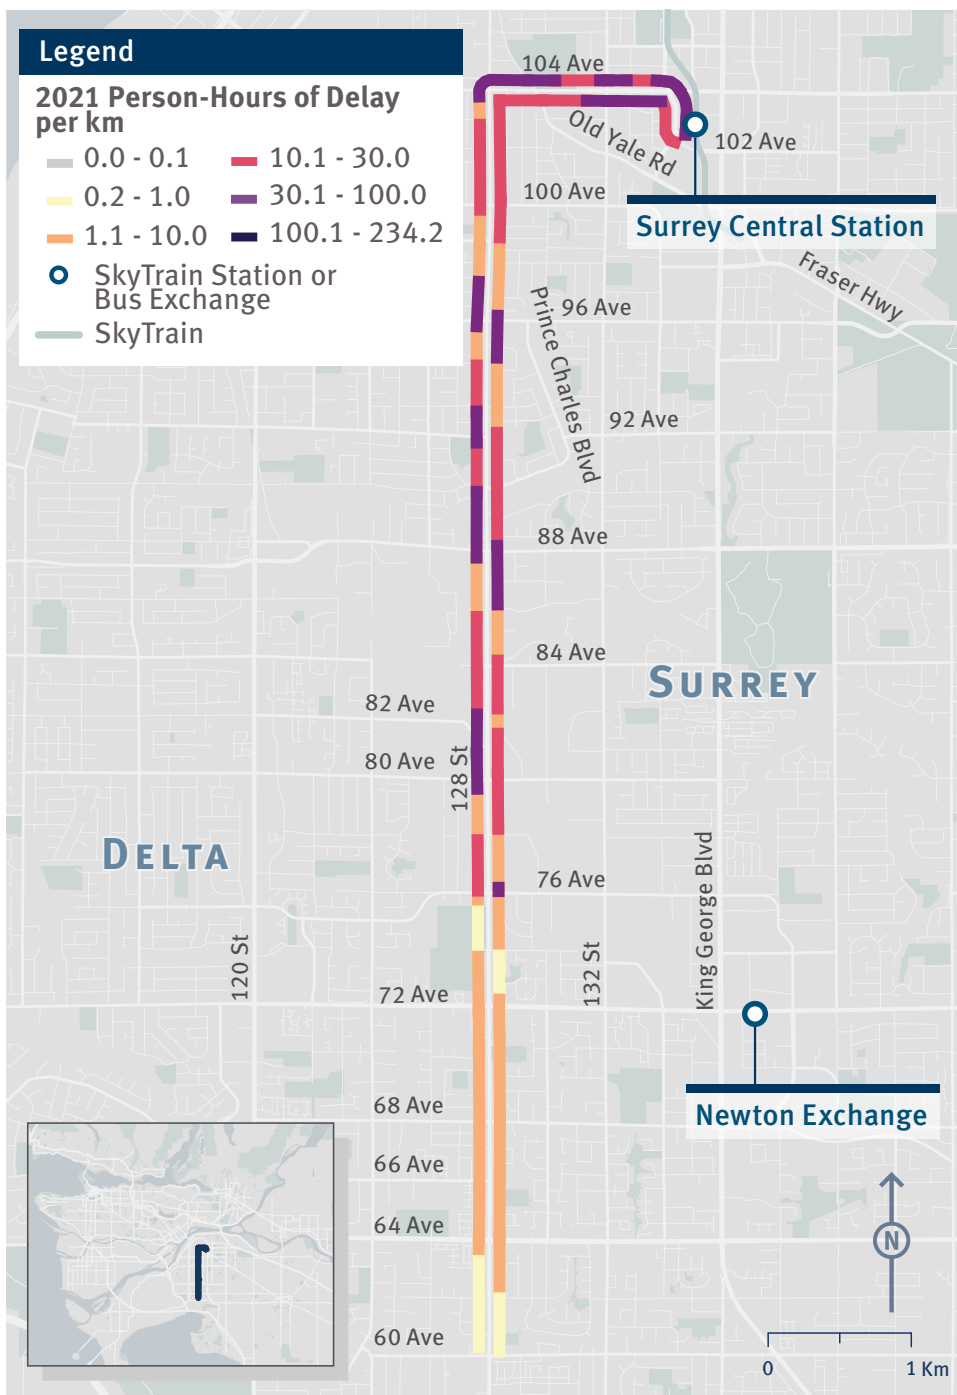 Legend
2021 Person-Hours of Delay
per km
0.0 - 0.1
10.1 - 30.0
0.2 - 1.0
30.1 - 100.0
1.1 - 10.0
100.1 - 234.2
SkyTrain Station or
Bus Exchange
SkyTrain
104 Ave
Old Yale Rd
102 Ave
100 Ave
Surrey Central Station
Fraser Hwy
Prince Charles Blvd
96 Ave
92 Ave
88 Ave
84 Ave
SURREY
82 Ave
128 St
80 Ave
DELTA
76 Ave
King George Blvd
120 St
132 St
72 Ave
68 Ave
Newton Exchange
66 Ave
64 Ave
N
60 Ave
0
1 Km